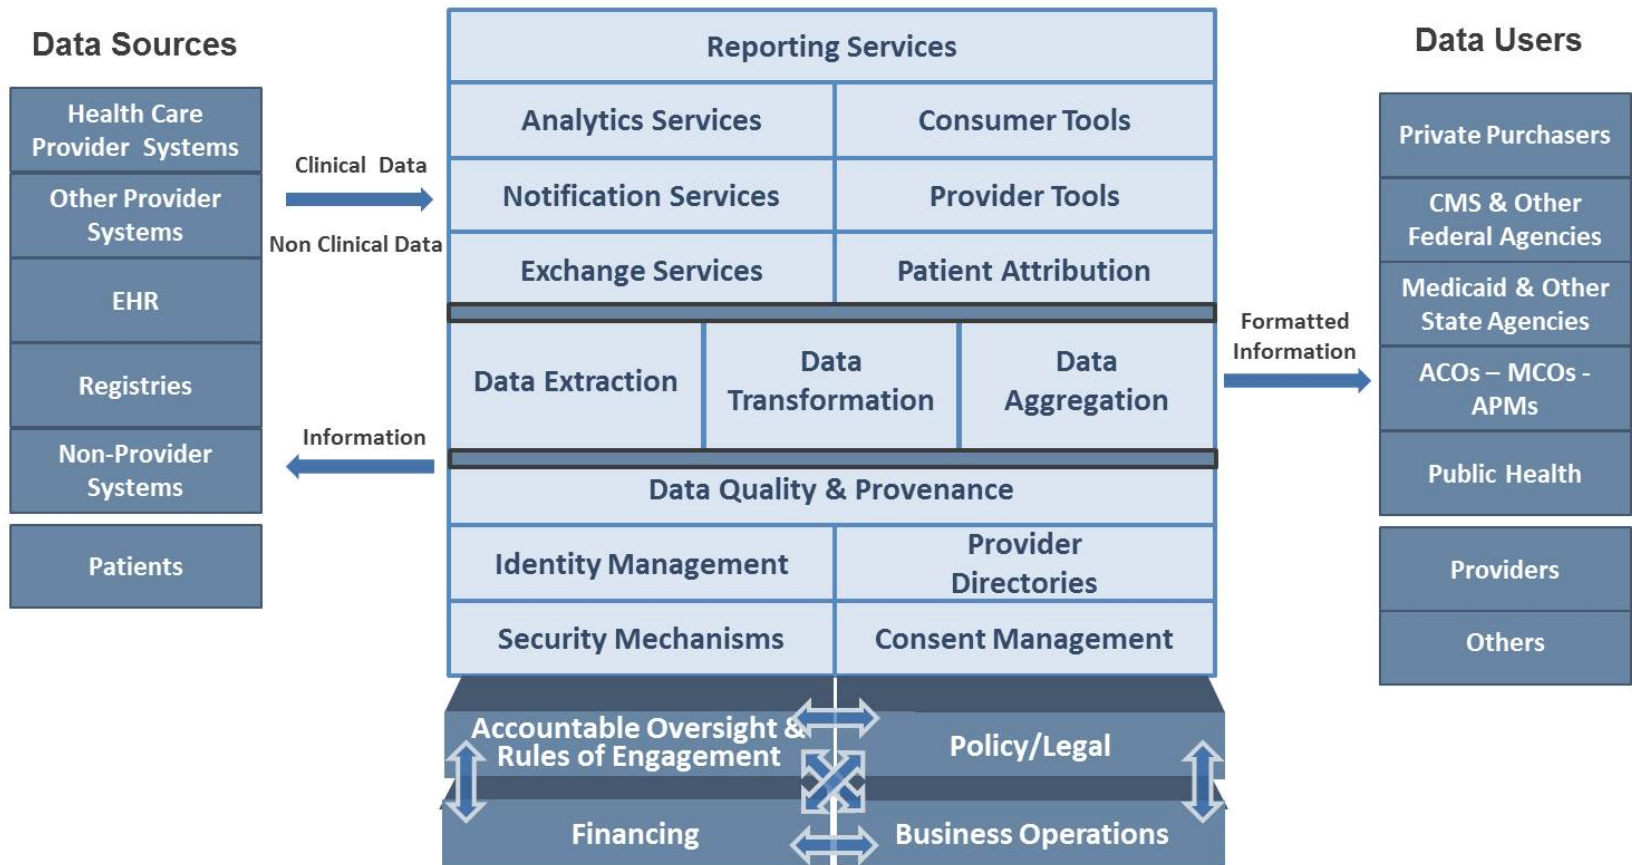 Data Sources
Health Care
Provider Systems
Other Provider
Systems
EHR
Registries
Non-Provider
Systems
Patients
Clinical Data
Non Clinical Data
Information
Reporting Services
Analytics Services
Consumer Tools
Notification Services
Provider Tools
Exchange Services
Patient Attribution
Data Extraction
Data
Transformation
Data
Aggregation
Data Quality & Provenance
Identity Management
Provider
Directories
Security Mechanisms
Consent Management
Accountable Oversight &
Rules of Engagement
Policy/Legal
Financing
Business Operations
Formatted
Information
Data Users
Private Purchasers
CMS & Other
Federal Agencies
Medicaid & Other
State Agencies
ACOs – MCOs -
APMs
Public Health
Providers
Others